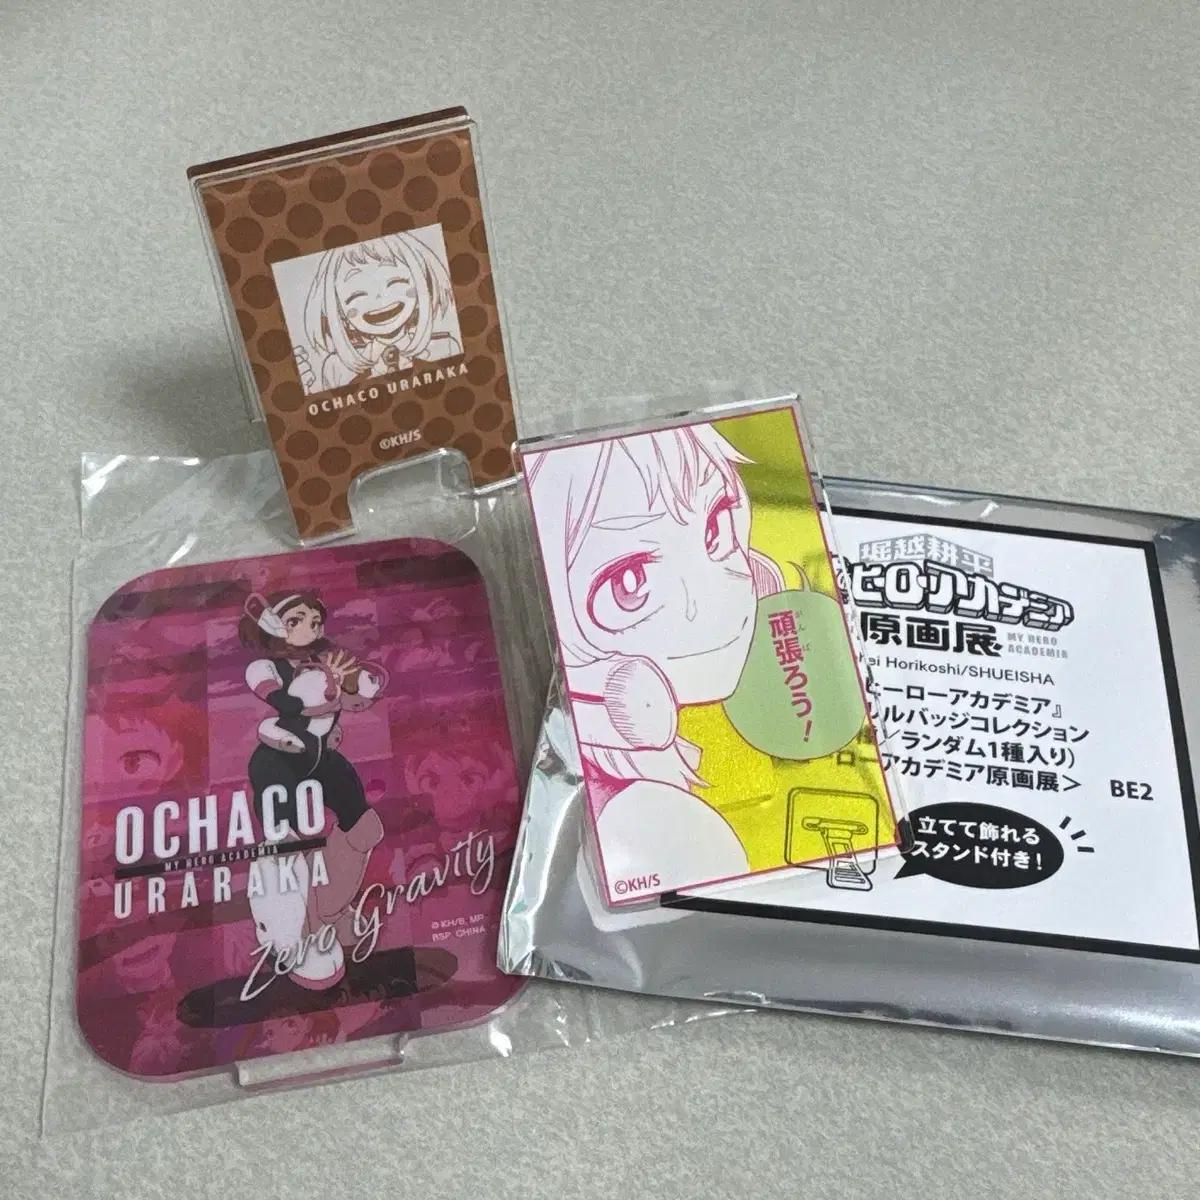 OCHACO URARAKA
©KH/S
OCHACO
MY HERO ACADEMIA
URARAKA
Zero Gravity
©KH/S, MP
BSP, CHINA
頑張ろう!
がんば
©KH/S
堀越耕平
ヒロアカデミア
原画展
MY HERO
ACADEMIA
Horikoshi/SHUEISHA
ヒーローアカデミア』
ルバッジコレクション
/ランダム1種入り)
ローアカデミア原画展>
BE2
立てて飾れる
スタンド付き!